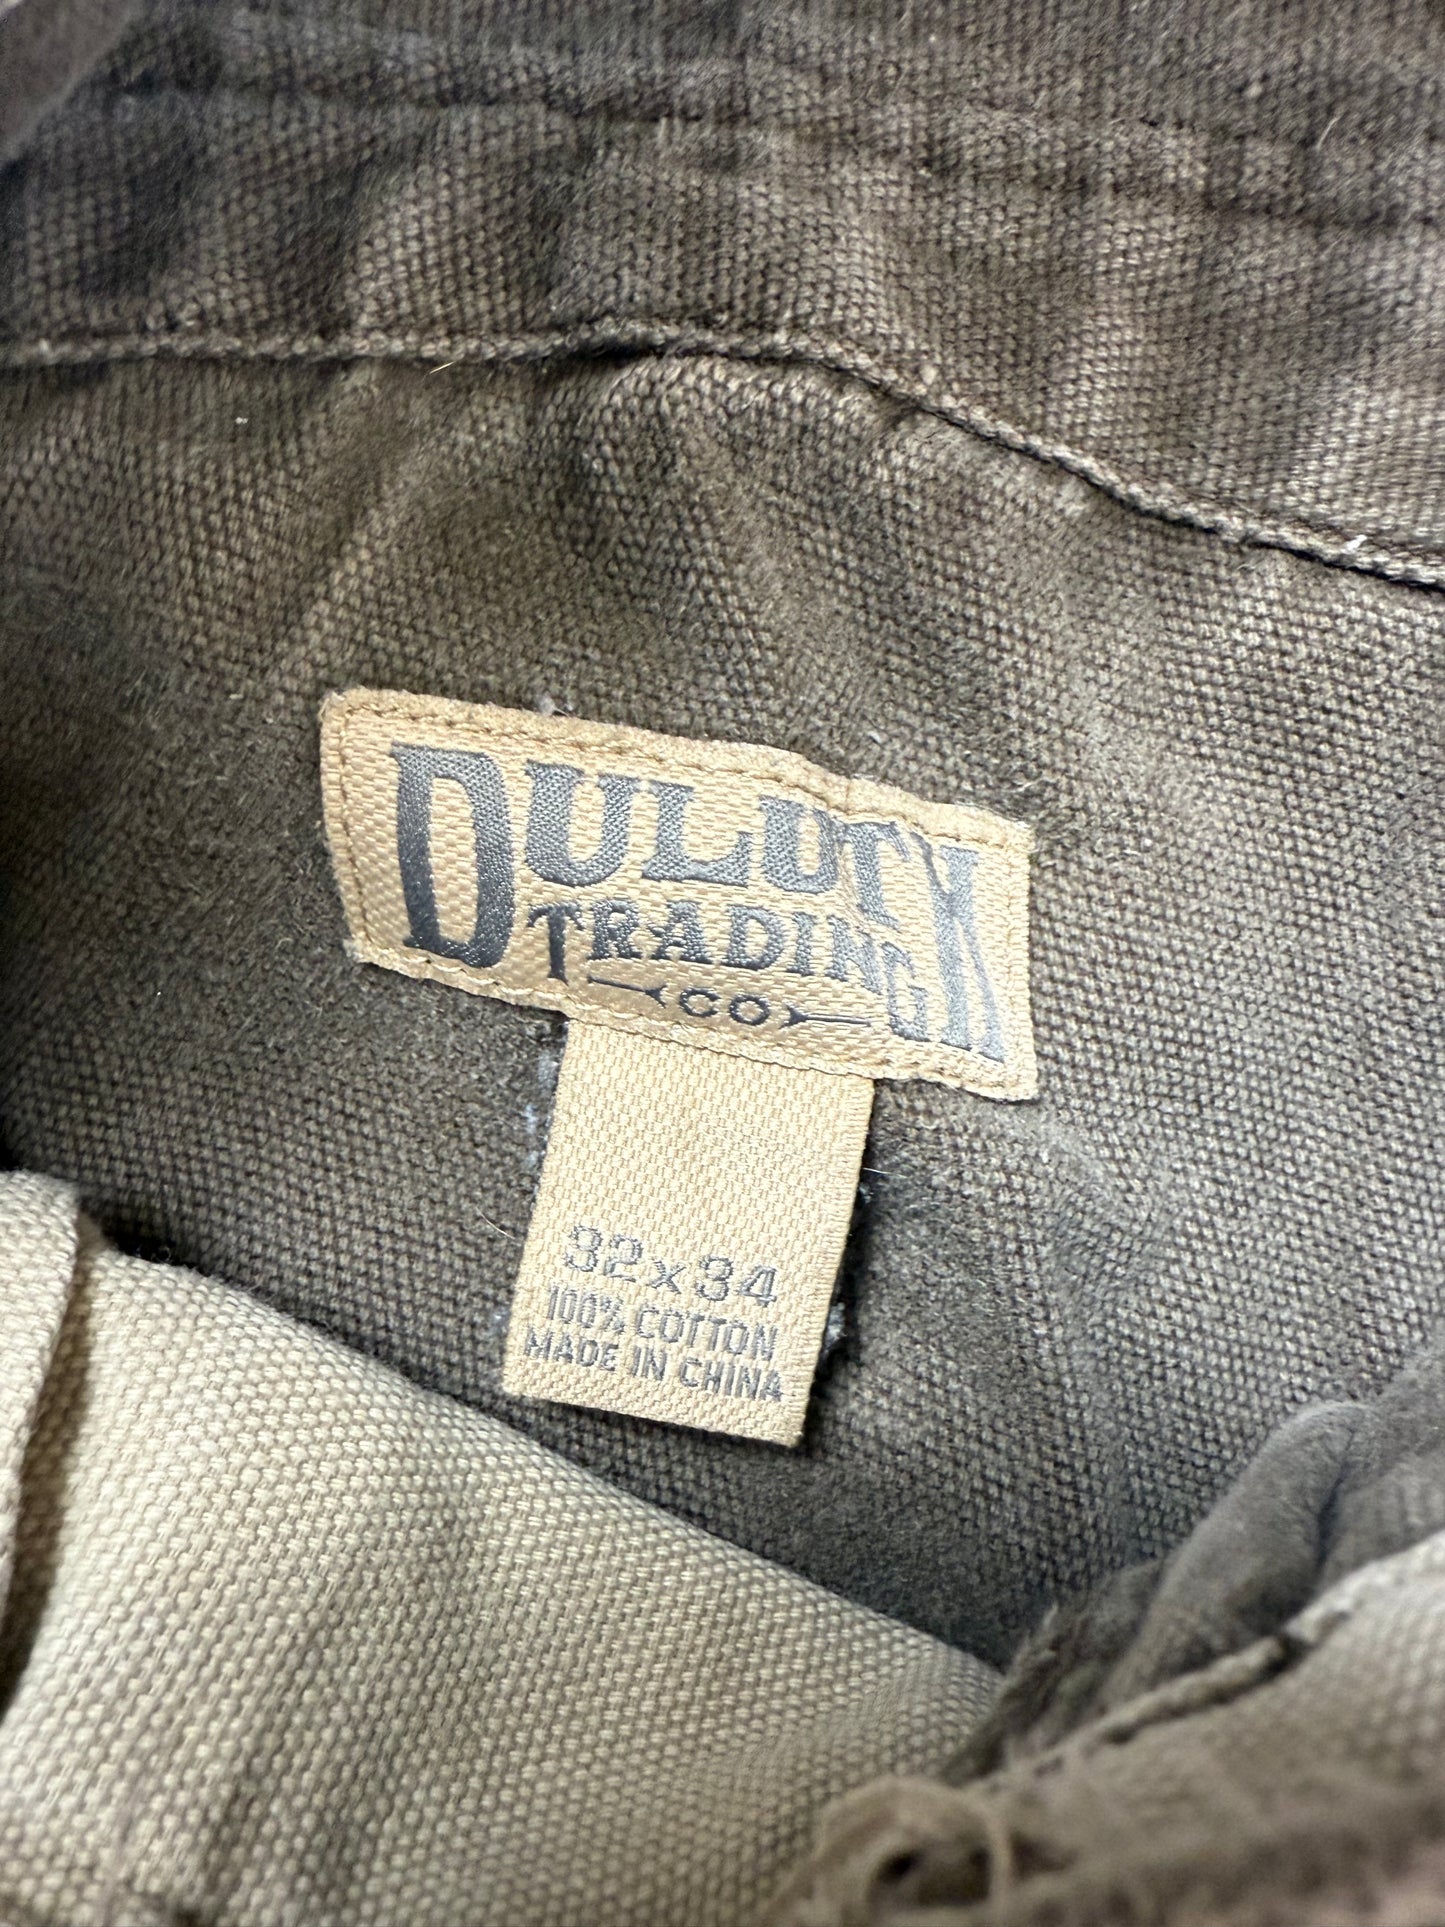 DULUTH
TRADING
CO
32x34
100% COTTON
MADE IN CHINA